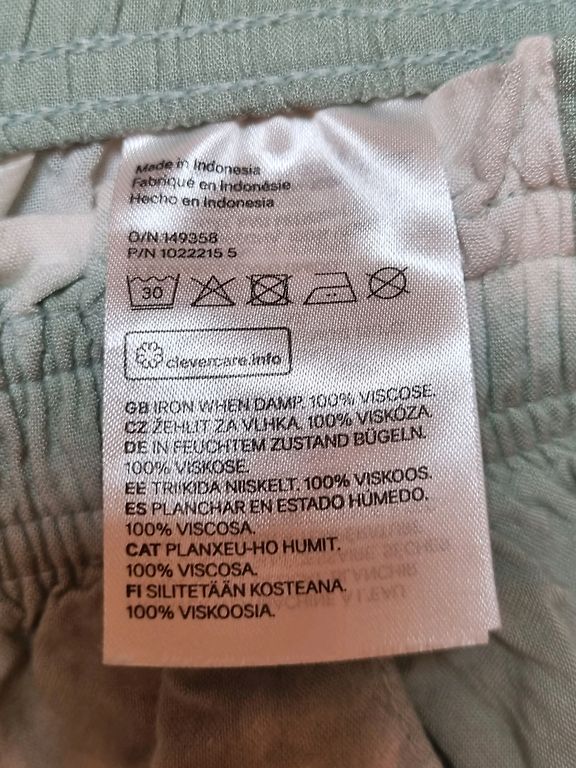 Made in Indonesia
Fabriqué en Indonésie
Hecho en Indonesia
O/N 149358
P/N 1022215 5
30
clevercare.info
GB IRON WHEN DAMP. 100% VISCOSE.
CZ ŽEHLIT ZA VLHKA. 100% VISKÓZA.
DE IN FEUCHTEM ZUSTAND BÜGELN.
100% VISKOSE.
EE TRIIKIDA NIISKELT. 100% VISKOOS.
ES PLANCHAR EN ESTADO HÚMEDO.
100% VISCOSA.
CAT PLANXEU-HO HUMIT.
100% VISCOSA.
FI SILITETÄÄN KOSTEANA.
100% VISKOOSIA.